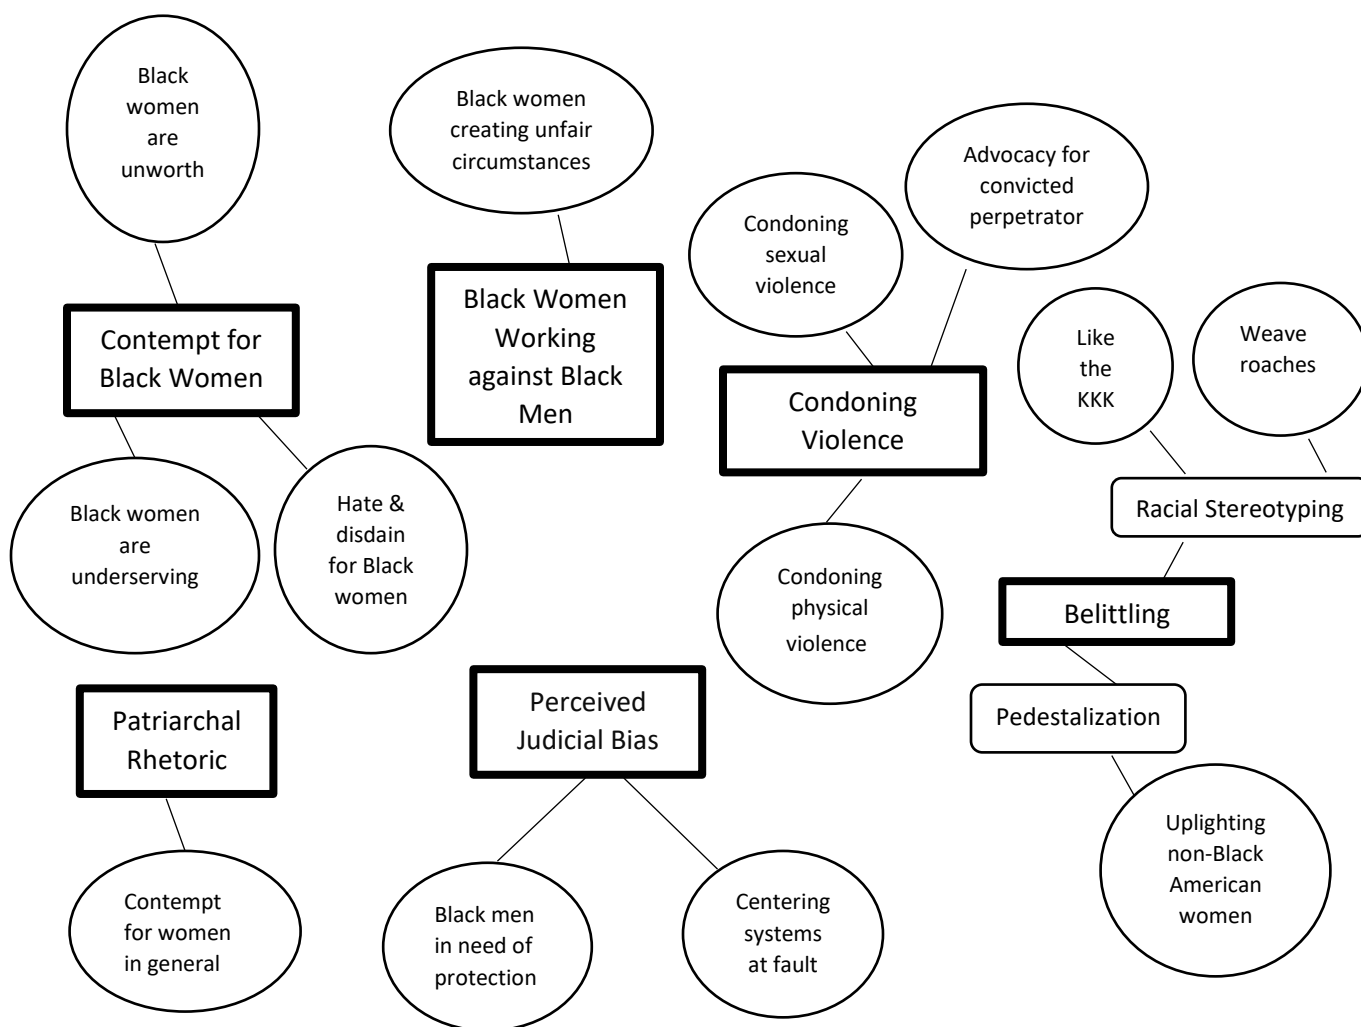 Black
women
are
unworth
Black women
creating unfair
circumstances
Advocacy for
convicted
perpetrator
Condoning
sexual
violence
Contempt for
Black Women
Black Women
Working
against Black
Men
Condoning
Violence
Like
the
KKK
Weave
roaches
Racial Stereotyping
Black women
are
underserving
Hate &
disdain
for Black
women
Condoning
physical
violence
Belittling
Pedestalization
Patriarchal
Rhetoric
Perceived
Judicial Bias
Uplighting
non-Black
American
women
Contempt
for women
in general
Black men
in need of
protection
Centering
systems
at fault